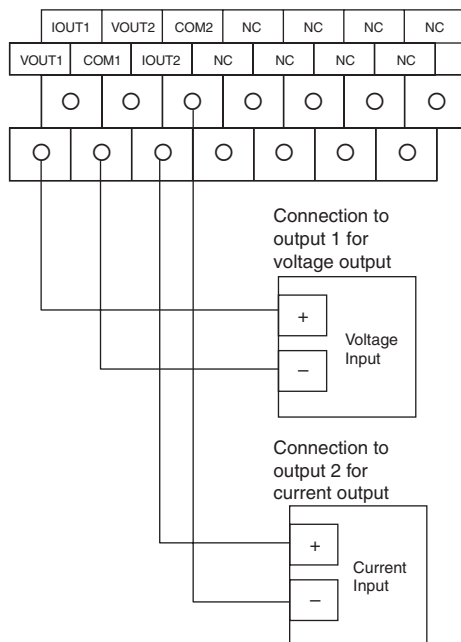 IOUT1 VOUT2 COM2 NC NC NC NC
VOUT1 COM1 IOUT2 NC NC NC NC
Connection to
output 1 for
voltage output
+
Voltage
Input
–
Connection to
output 2 for
current output
+
Current
Input
–